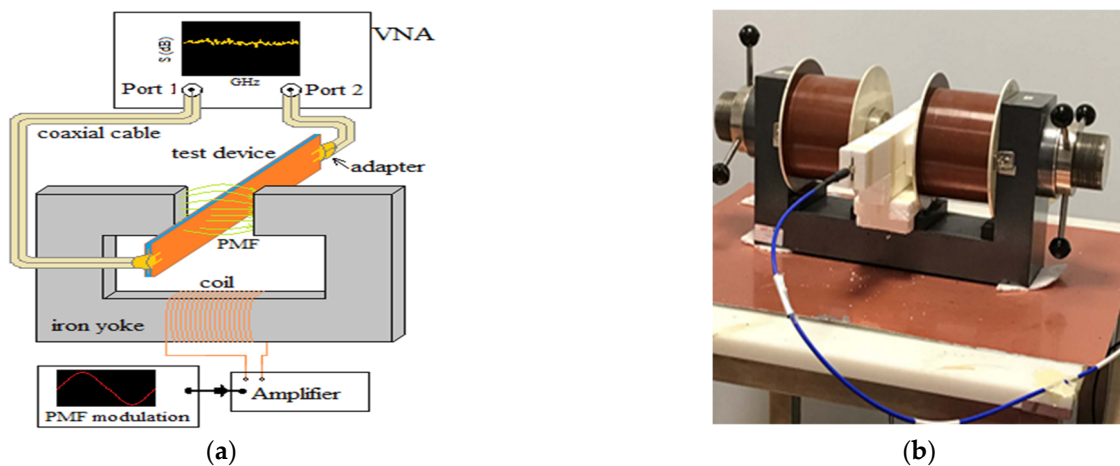 VNA
S (dB)
GHz
Port 1
Port 2
coaxial cable
test device
adapter
PMF
coil
iron yoke
Amplifier
PMF modulation
(a)
(b)